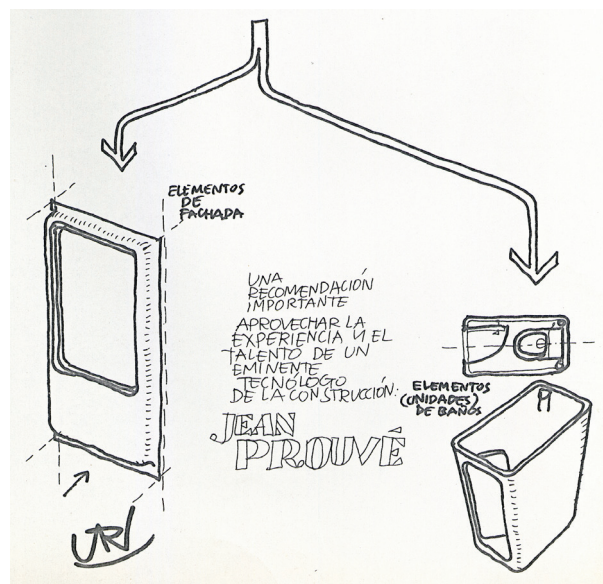 ELEMENTOS
DE
FACHADA
UNA
RECOMENDACIÓN
IMPORTANTE
APROVECHAR LA
EXPERIENCIA Y EL
TALENTO DE UN
EMINENTE
TECNÓLOGO
DE LA CONSTRUCCIÓN.
JEAN
PROUVÉ
ELEMENTOS
(UNIDADES)
DE BAÑOS